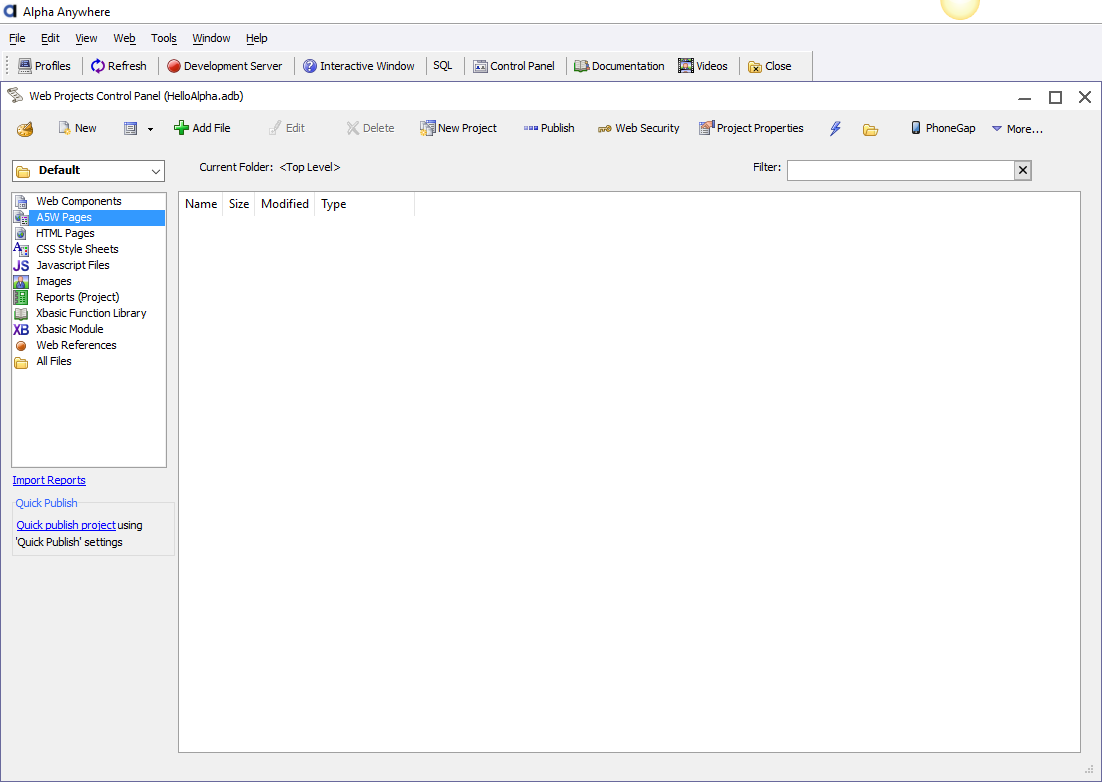 Alpha Anywhere
File Edit View Web Tools Window Help
Profiles Refresh Development Server Interactive Window SQL Control Panel Documentation Videos Close
Web Projects Control Panel (HelloAlpha.adb)
New Add File Edit Delete New Project Publish Web Security Project Properties PhoneGap More...
Default Current Folder: <Top Level> Filter:
Name Size Modified Type
Web Components
A5W Pages
HTML Pages
CSS Style Sheets
JS Javascript Files
Images
Reports (Project)
Xbasic Function Library
XB Xbasic Module
Web References
All Files
Import Reports
Quick Publish
Quick publish project using
'Quick Publish' settings